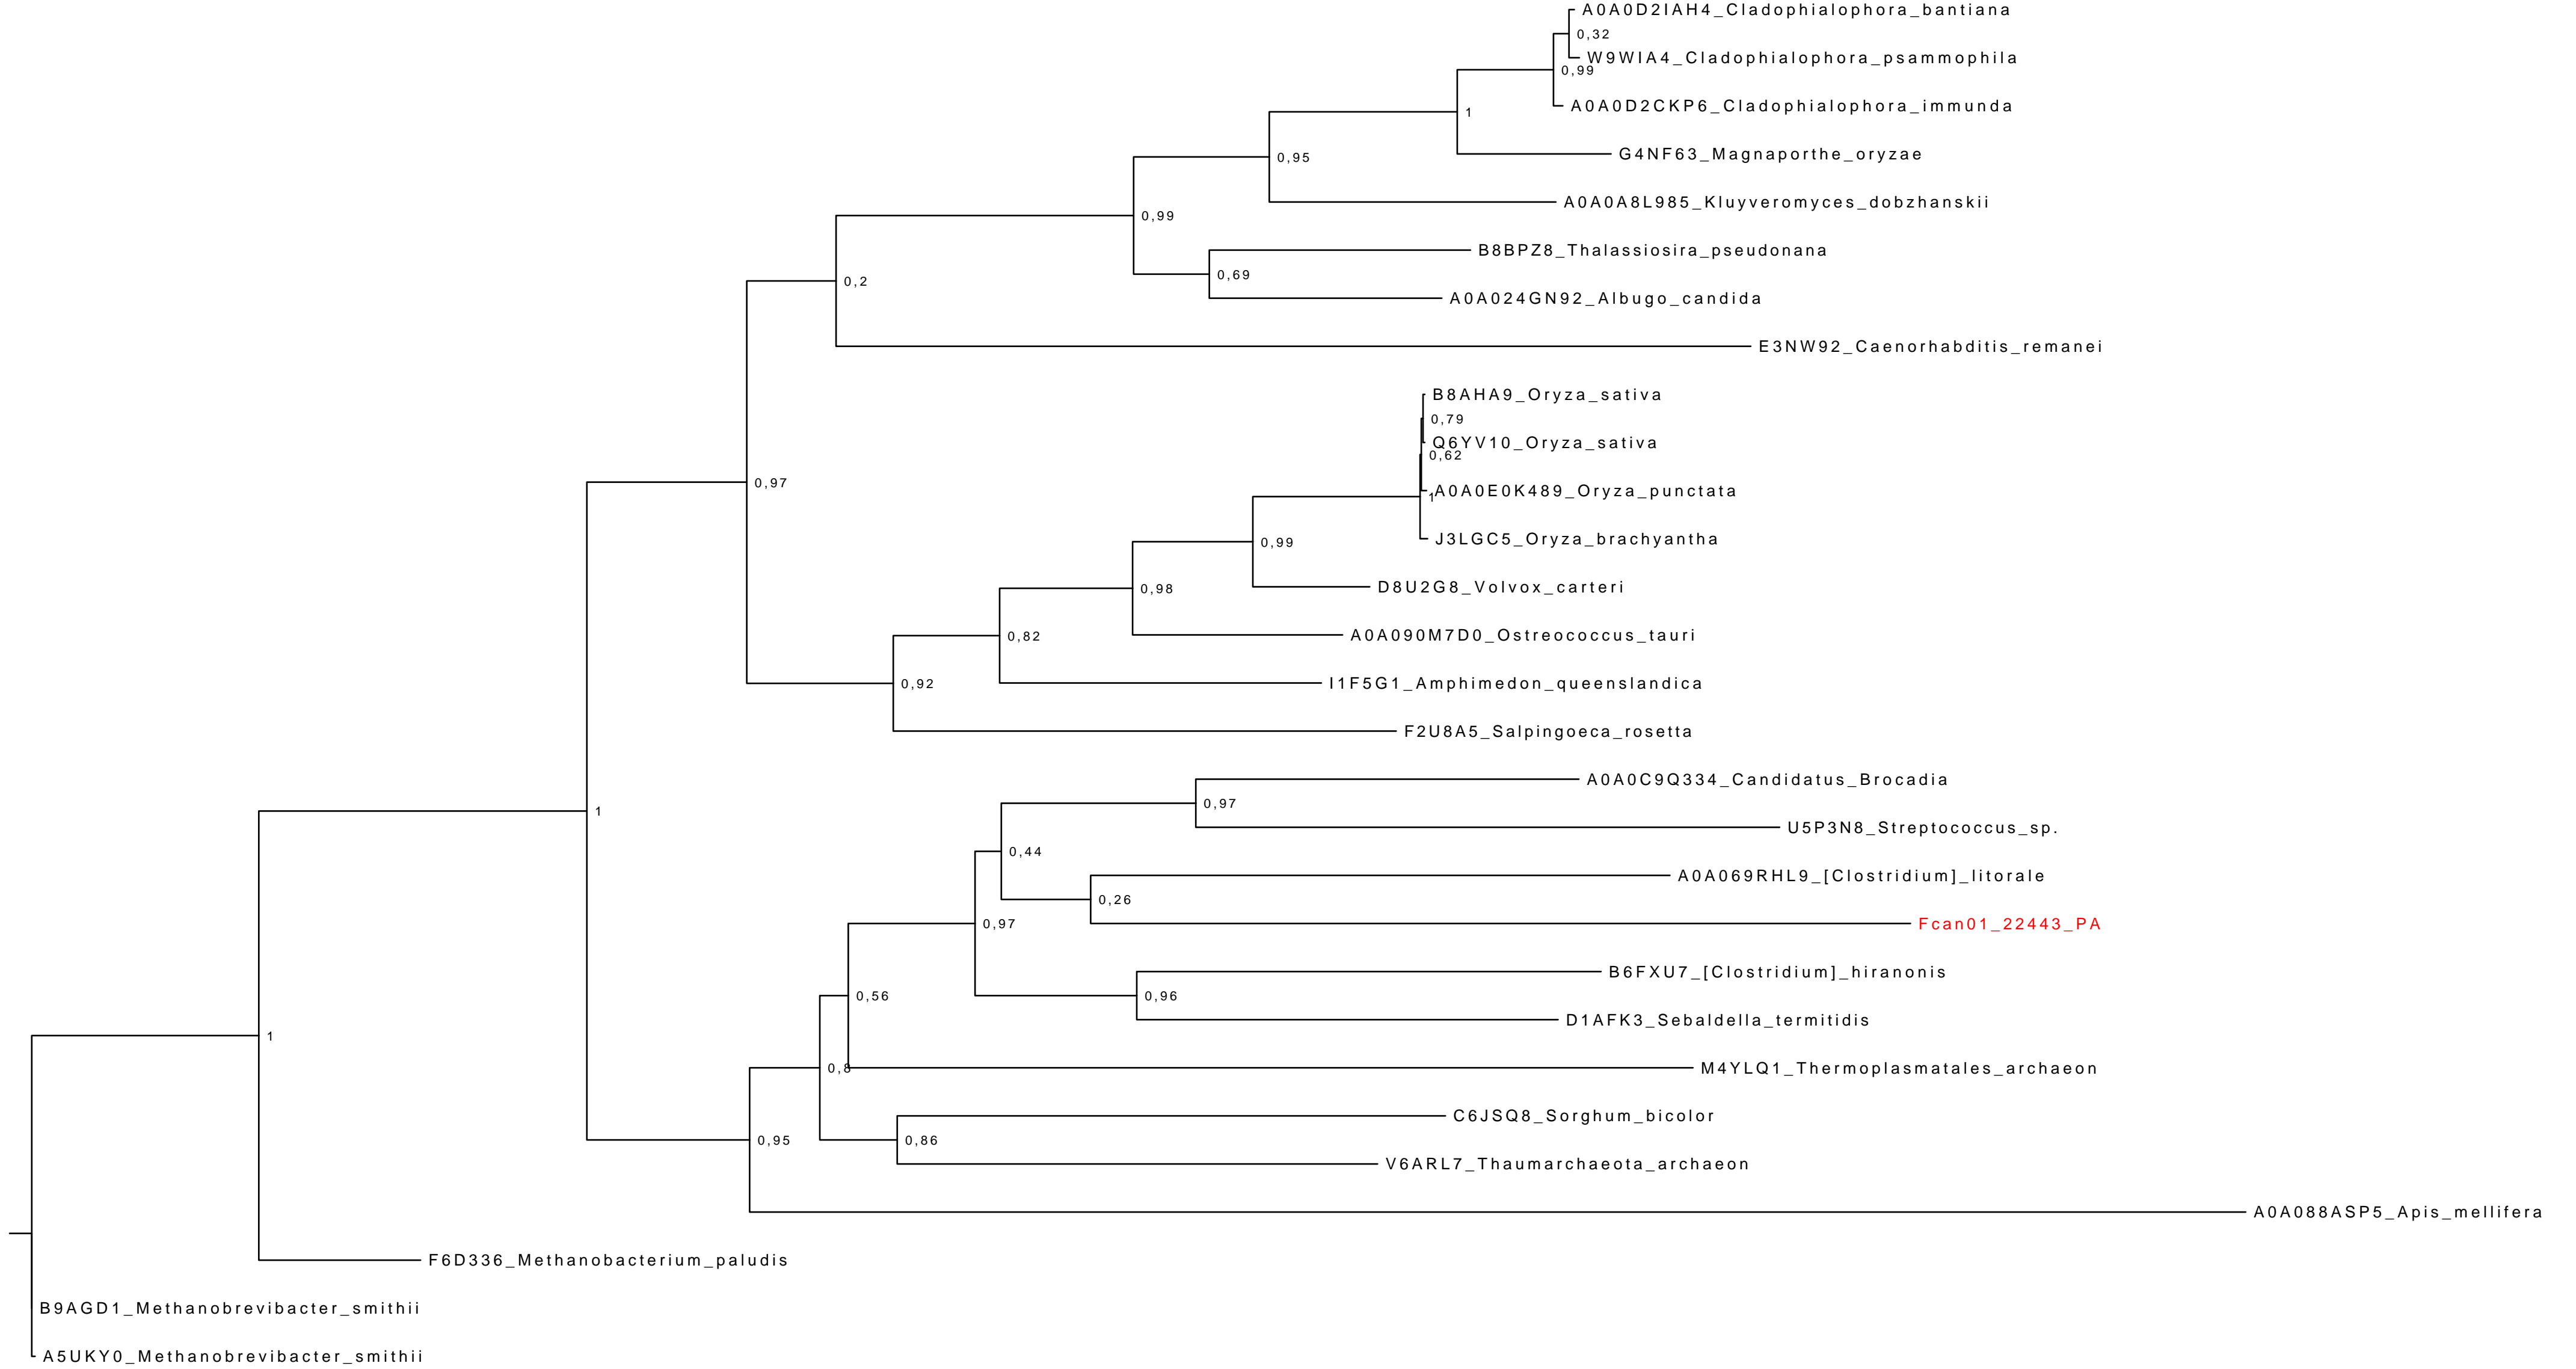 A0A0D2IAH4_Cladophialophora_bantiana
0,32
W9WIA4_Cladophialophora_psammophila
0,99
A0A0D2CKP6_Cladophialophora_immunda
1
G4NF63_Magnaporthe_oryzae
0,95
A0A0A8L985_Kluyveromyces_dobzhanskii
0,99
B8BPZ8_Thalassiosira_pseudonana
0,69
0,2
A0A024GN92_Albugo_candida
E3NW92_Caenorhabditis_remanei
B8AHA9_Oryza_sativa
0,79
Q6YV10_Oryza_sativa
0,62
0,97
A0A0E0K489_Oryza_punctata
1
J3LGC5_Oryza_brachyantha
0,99
D8U2G8_Volvox_carteri
0,98
A0A090M7D0_Ostreococcus_tauri
0,82
I1F5G1_Amphimedon_queenslandica
0,92
F2U8A5_Salpingoeca_rosetta
A0A0C9Q334_Candidatus_Brocadia
0,97
1
U5P3N8_Streptococcus_sp.
0,44
A0A069RHL9_[Clostridium]_litorale
0,26
Fcan01_22443_PA
0,97
B6FXU7_[Clostridium]_hiranonis
0,96
0,56
D1AFK3_Sebaldella_termitidis
1
0,8
M4YLQ1_Thermoplasmatales_archaeon
C6JSQ8_Sorghum_bicolor
0,86
0,95
V6ARL7_Thaumarchaeota_archaeon
A0A088ASP5_Apis_mellifera
F6D336_Methanobacterium_paludis
B9AGD1_Methanobrevibacter_smithii
A5UKY0_Methanobrevibacter_smithii